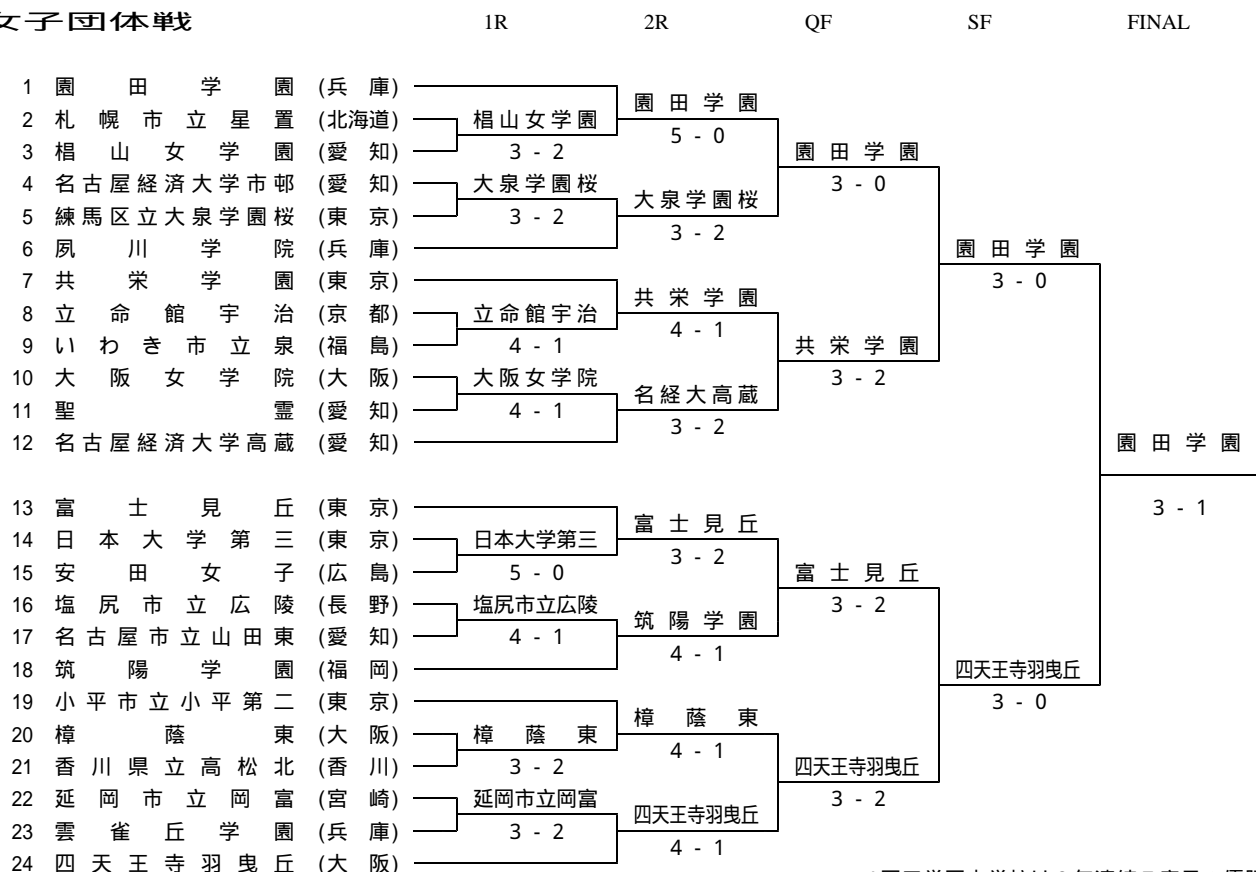 女子団体戦 1R 2R QF SF FINAL
1 園田学園 (兵庫)
2 札幌市立星置 (北海道)
3 椙山女学園 (愛知)
4 名古屋経済大学市邨 (愛知)
5 練馬区立大泉学園桜 (東京)
6 夙川学院 (兵庫)
7 共栄学園 (東京)
8 立命館宇治 (京都)
9 いわき市立泉 (福島)
10 大阪女学院 (大阪)
11 聖霊 (愛知)
12 名古屋経済大学高蔵 (愛知)
13 富士見丘 (東京)
14 日本大学第三 (東京)
15 安田女子 (広島)
16 塩尻市立広陵 (長野)
17 名古屋市立山田東 (愛知)
18 筑陽学園 (福岡)
19 小平市立小平第二 (東京)
20 樟蔭東 (大阪)
21 香川県立高松北 (香川)
22 延岡市立岡富 (宮崎)
23 雲雀丘学園 (兵庫)
24 四天王寺羽曳丘 (大阪)
椙山女学園
3 - 2
大泉学園桜
3 - 2
立命館宇治
4 - 1
大阪女学院
4 - 1
日本大学第三
5 - 0
塩尻市立広陵
4 - 1
樟蔭東
3 - 2
延岡市立岡富
3 - 2
園田学園
5 - 0
大泉学園桜
3 - 2
共栄学園
4 - 1
名経大高蔵
3 - 2
富士見丘
3 - 2
筑陽学園
4 - 1
樟蔭東
4 - 1
四天王寺羽曳丘
4 - 1
園田学園
3 - 0
共栄学園
3 - 2
富士見丘
3 - 2
四天王寺羽曳丘
3 - 2
園田学園
3 - 0
四天王寺羽曳丘
3 - 0
園田学園
3 - 1